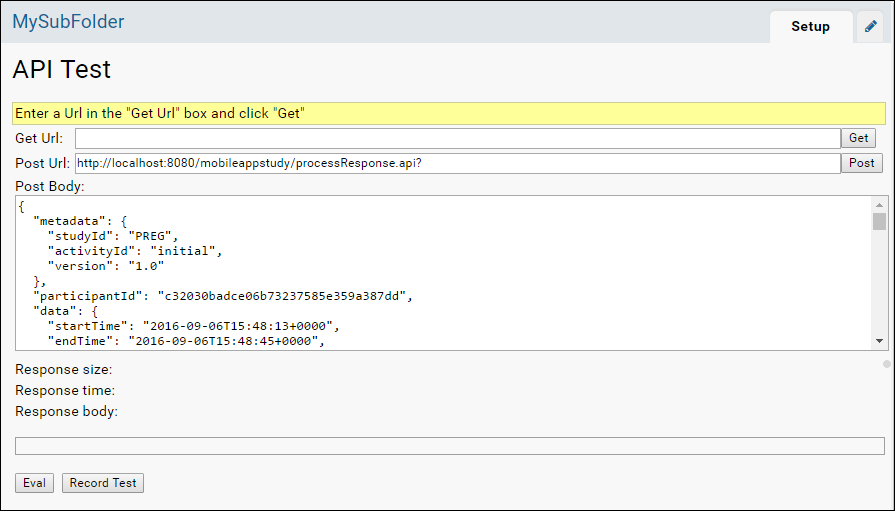 MySubFolder
Setup
API Test
Enter a Url in the "Get Url" box and click "Get"
Get Url: Get
Post Url: http://localhost:8080/mobileappstudy/processResponse.api? Post
Post Body:
{
  "metadata": {
    "studyId": "PREG",
    "activityId": "initial",
    "version": "1.0"
  },
  "participantId": "c32030badce06b73237585e359a387dd",
  "data": {
    "startTime": "2016-09-06T15:48:13+0000",
    "endTime": "2016-09-06T15:48:45+0000",
Response size:
Response time:
Response body:
Eval Record Test